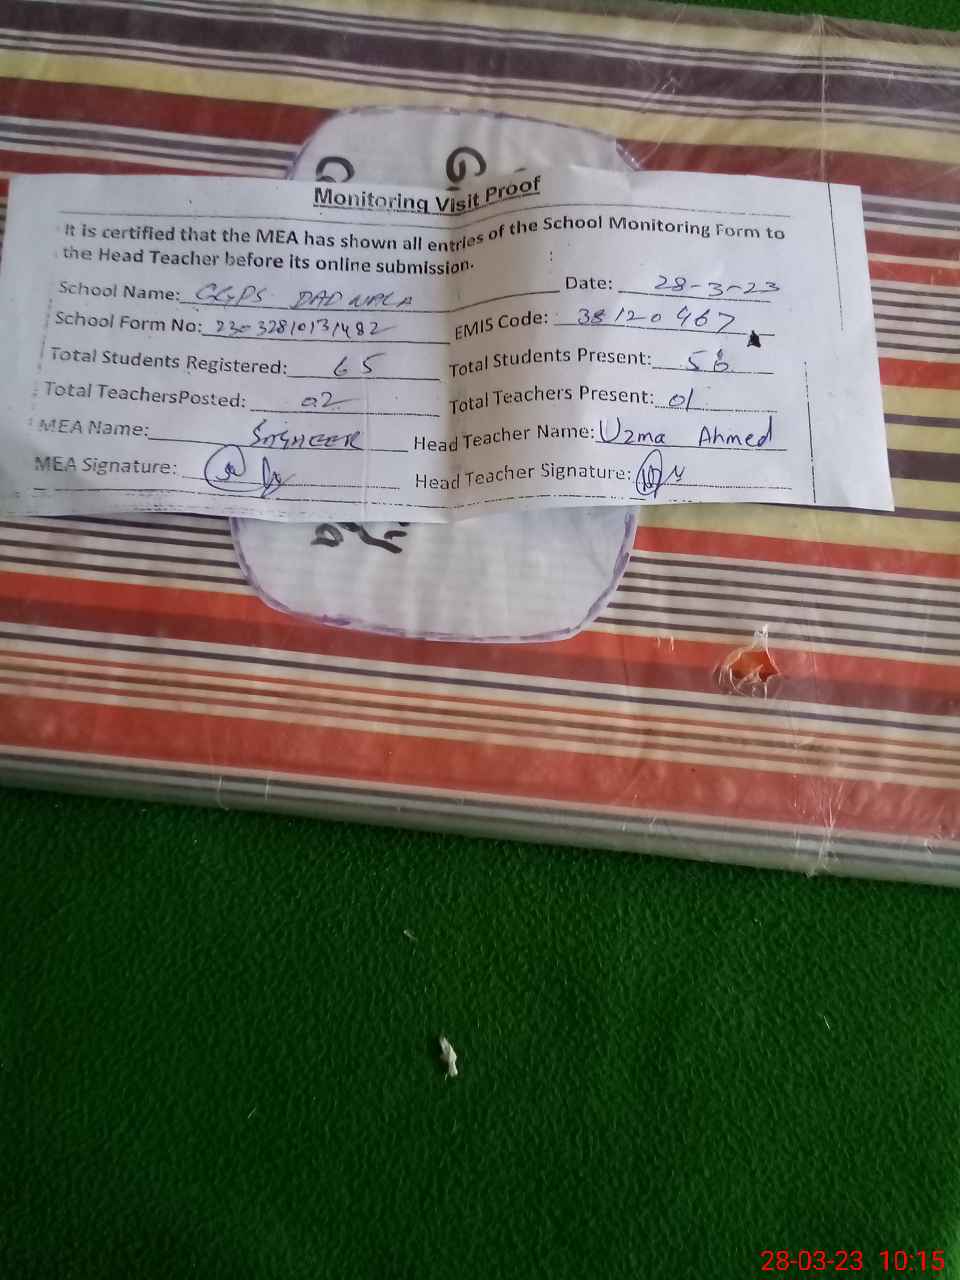 Monitoring Visit Proof
It is certified that the MEA has shown all entries of the School Monitoring Form to
the Head Teacher before its online submission.
School Name: GGPS DAD WALA Date: 28-3-23
School Form No: EMIS Code: 38120467
Total Students Registered: 65 Total Students Present: 56
Total TeachersPosted: 02 Total Teachers Present: 01
MEA Name: Head Teacher Name: Uzma Ahmed
MEA Signature: Head Teacher Signature:
28-03-23 10:15